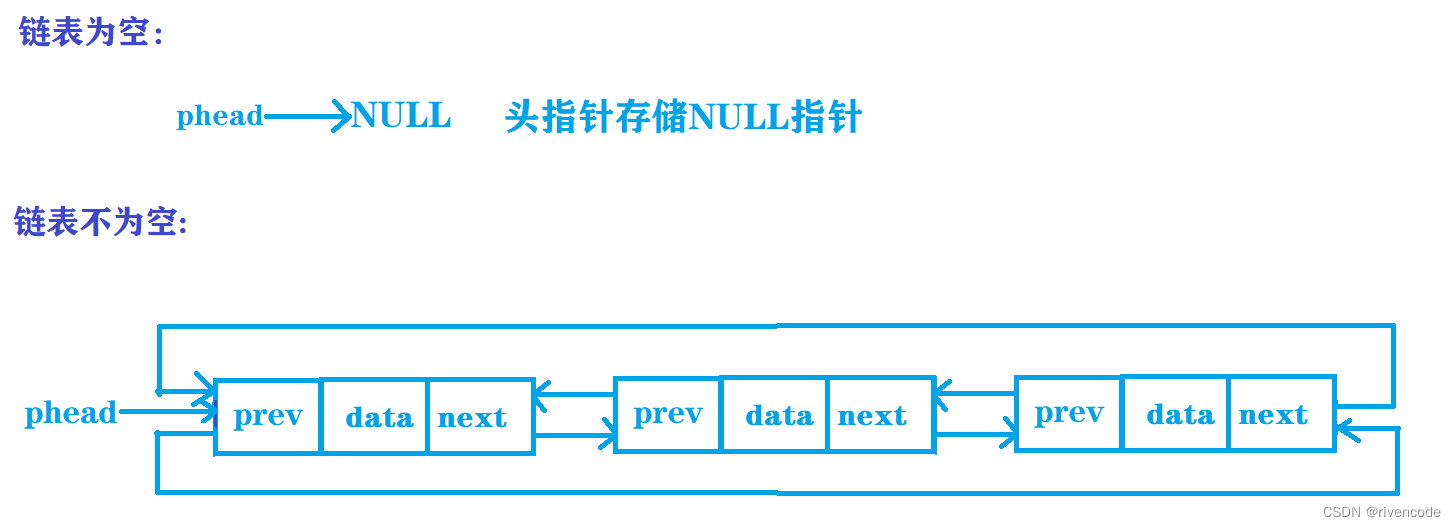 链表为空：
phead NULL 头指针存储NULL指针
链表不为空:
phead prev data next prev data next prev data next
CSDN @rivencode